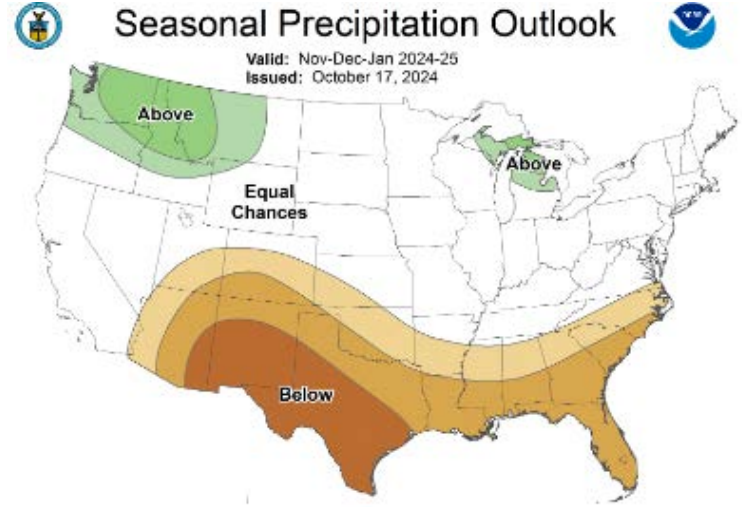 Seasonal Precipitation Outlook
Valid: Nov-Dec-Jan 2024-25
Issued: October 17, 2024
Above
Above
Equal
Chances
Below